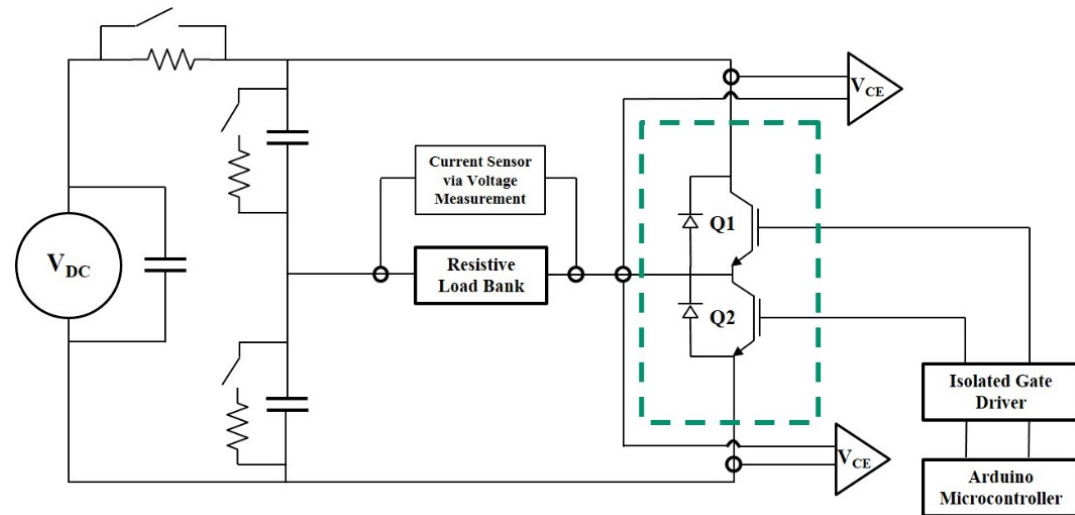 V_CE
Current Sensor
via Voltage
Measurement
Q1
V_DC
Resistive
Load Bank
Q2
Isolated Gate
Driver
V_CE
Arduino
Microcontroller